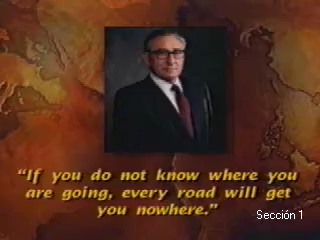 “If you do not know where you
are going, every road will get
you nowhere.”
Sección 1